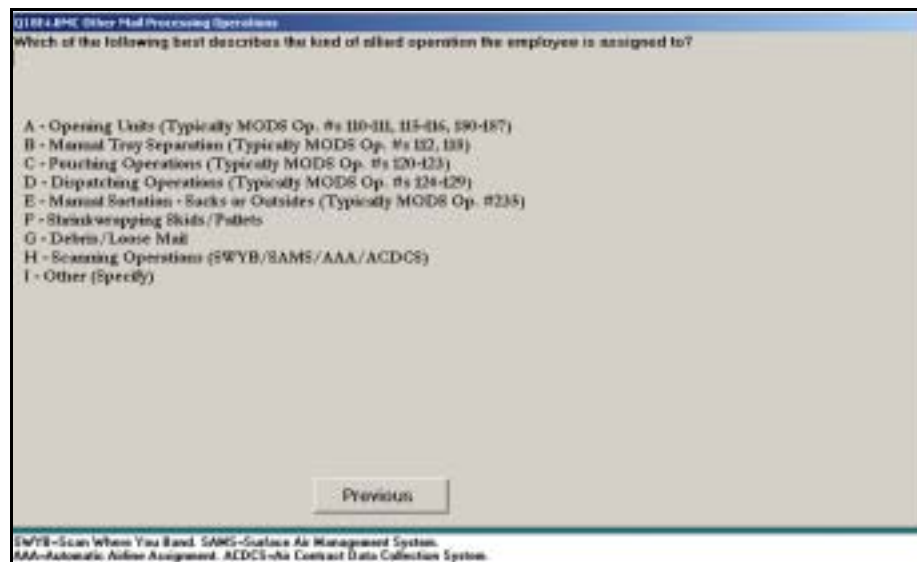 Q18E4.BMC Other Mail Processing Operations
Which of the following best describes the kind of allied operation the employee is assigned to?
A - Opening Units (Typically MODS Op. #s 110-111, 115-116, 180-187)
B - Manual Tray Separation (Typically MODS Op. #s 112, 118)
C - Pouching Operations (Typically MODS Op. #s 120-123)
D - Dispatching Operations (Typically MODS Op. #s 124-129)
E - Manual Sortation - Sacks or Outsides (Typically MODS Op. #235)
F - Shrinkwrapping Skids/Pallets
G - Debris/Loose Mail
H - Scanning Operations (SWYB/SAMS/AAA/ACDCS)
I - Other (Specify)
Previous
SWYB-Scan Where You Band. SAMS-Surface Air Management System.
AAA-Automatic Airline Assignment. ACDCS-Air Contract Data Collection System.